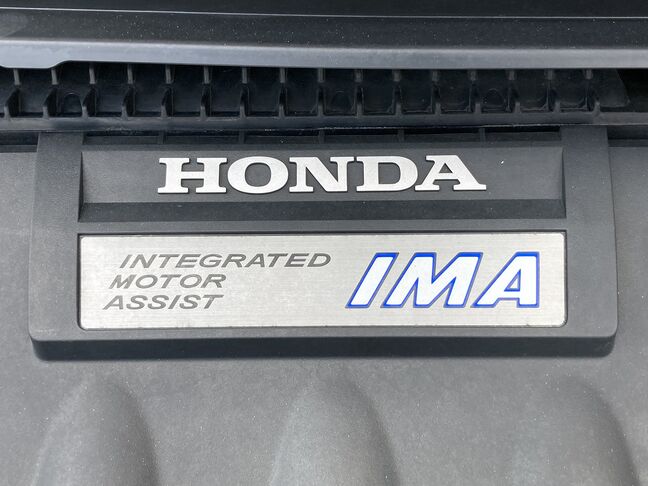 HONDA
INTEGRATED
MOTOR
ASSIST
IMA